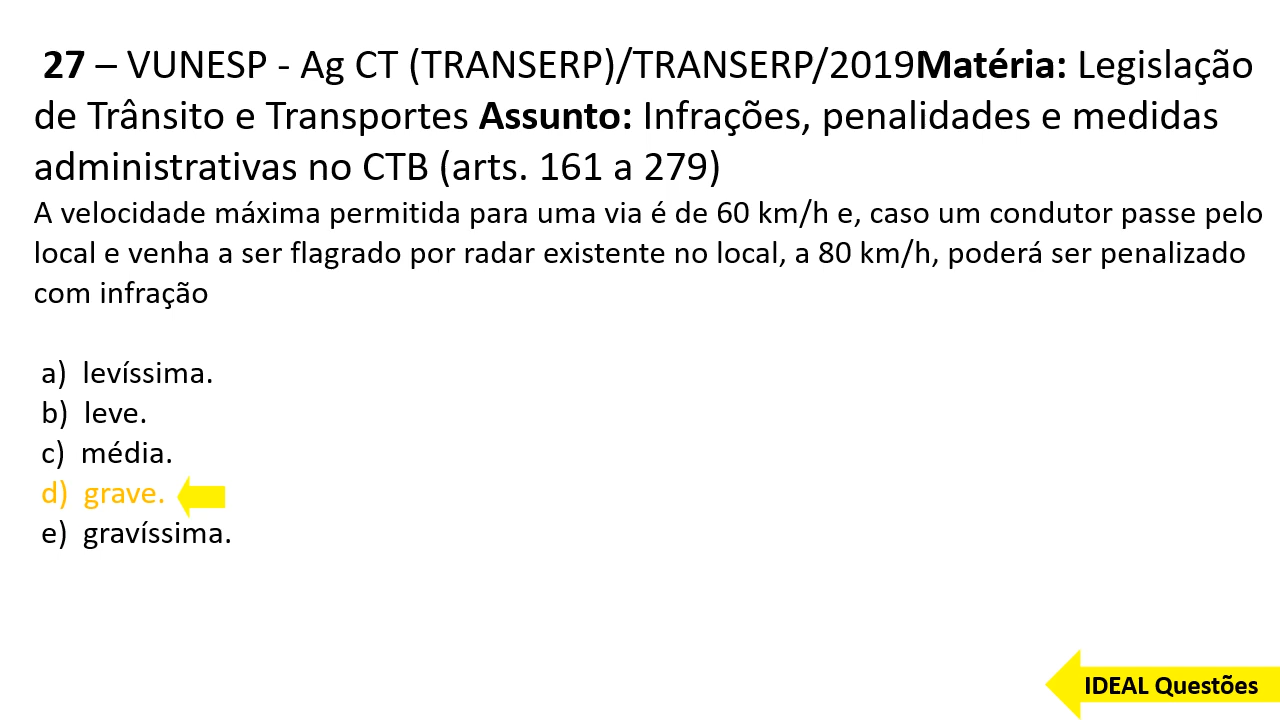 27 – VUNESP - Ag CT (TRANSERP)/TRANSERP/2019Matéria: Legislação
de Trânsito e Transportes Assunto: Infrações, penalidades e medidas
administrativas no CTB (arts. 161 a 279)
A velocidade máxima permitida para uma via é de 60 km/h e, caso um condutor passe pelo
local e venha a ser flagrado por radar existente no local, a 80 km/h, poderá ser penalizado
com infração
a) levíssima.
b) leve.
c) média.
d) grave.
e) gravíssima.
IDEAL Questões